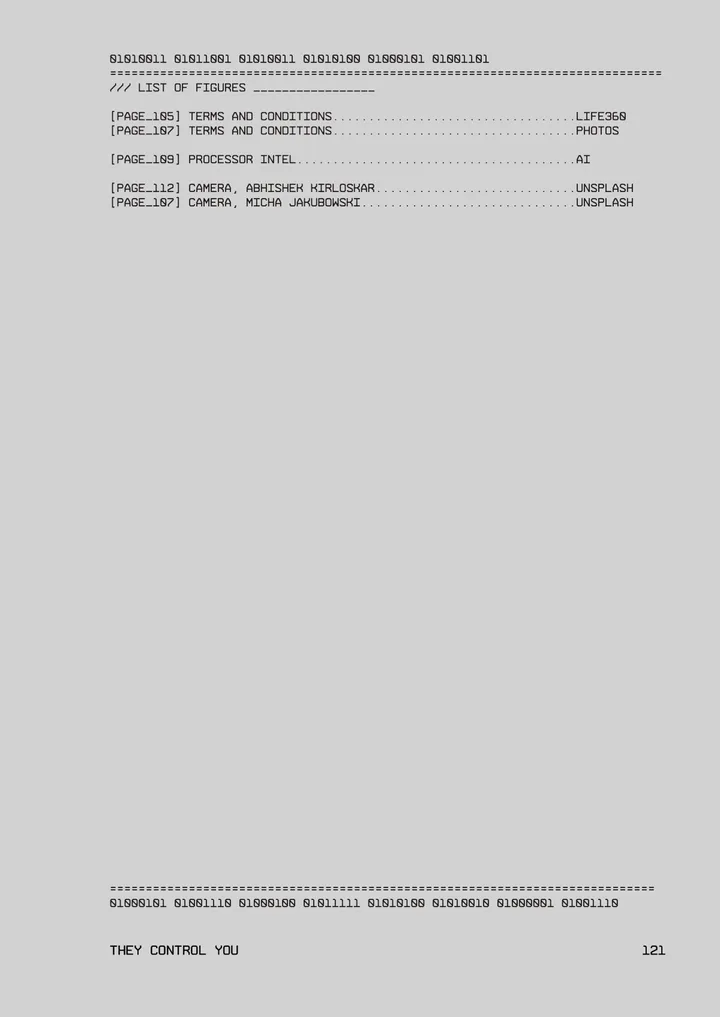 01010011 01011001 01010011 01010100 01000101 01001101
=============================================================================
/// LIST OF FIGURES _________________
[PAGE_105] TERMS AND CONDITIONS..................................LIFE360
[PAGE_107] TERMS AND CONDITIONS..................................PHOTOS
[PAGE_109] PROCESSOR INTEL.......................................AI
[PAGE_112] CAMERA, ABHISHEK KIRLOSKAR............................UNSPLASH
[PAGE_107] CAMERA, MICHA JAKUBOWSKI..............................UNSPLASH
============================================================================
01000101 01001110 01000100 01011111 01010100 01010010 01000001 01001110
THEY CONTROL YOU
121